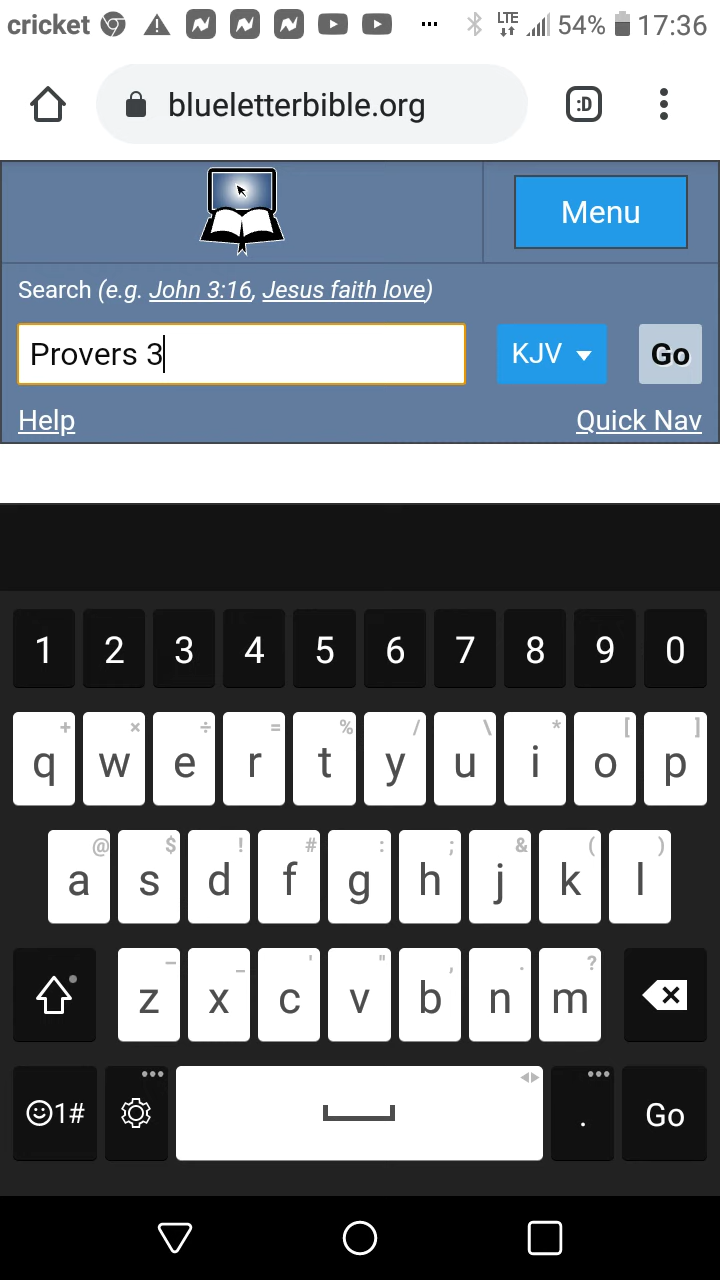 cricket ... LTE 54% 17:36
blueletterbible.org :D
Menu
Search (e.g. John 3:16, Jesus faith love)
Provers 3 KJV Go
Help Quick Nav
1 2 3 4 5 6 7 8 9 0
+ × ÷ = % / \ * [ ]
q w e r t y u i o p
@ $ ! # : ; & ( )
a s d f g h j k l
– _ ' " , . ?
z x c v b n m
1# . Go